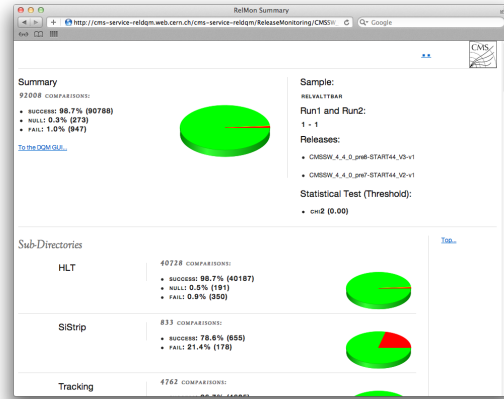 RelMon Summary
http://cms-service-reldqm.web.cern.ch/cms-service-reldqm/ReleaseMonitoring/CMSSW_
Google
CMS
Summary
92008 COMPARISONS:
SUCCESS: 98.7% (90788)
NULL: 0.3% (273)
FAIL: 1.0% (947)
To the DQM GUI...
Sample:
RELVALTTBAR
Run1 and Run2:
1 - 1
Releases:
CMSSW_4_4_0_pre8-START44_V3-v1
CMSSW_4_4_0_pre7-START44_V2-v1
Statistical Test (Threshold):
CHI2 (0.00)
Sub-Directories
Top...
HLT
40728 COMPARISONS:
SUCCESS: 98.7% (40187)
NULL: 0.5% (191)
FAIL: 0.9% (350)
SiStrip
833 COMPARISONS:
SUCCESS: 78.6% (655)
FAIL: 21.4% (178)
Tracking
4762 COMPARISONS: